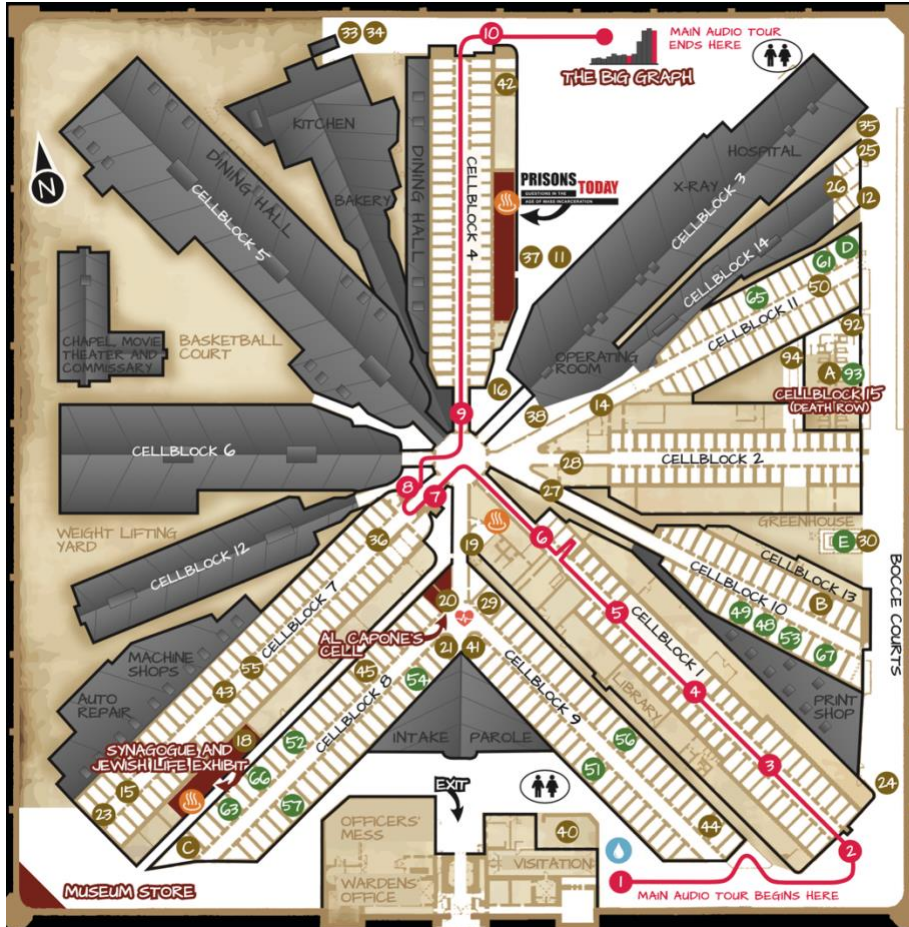 33 34
10
MAIN AUDIO TOUR
ENDS HERE
THE BIG GRAPH
KITCHEN
42
DINING HALL
DINING HALL
BAKERY
CELLBLOCK 5
CELLBLOCK 4
N
PRISONS
TODAY
QUESTIONS IN THE
AGE OF MASS INCARCERATION
HOSPITAL
X-RAY
CELLBLOCK 3
35
25
26
12
CELLBLOCK 14
37 11
61 D
50
65
CELLBLOCK 11
CHAPEL, MOVIE
THEATER AND
COMMISSARY
BASKETBALL
COURT
OPERATING
ROOM
92
94
A 93
CELLBLOCK 15
(DEATH ROW)
16
9
38
14
CELLBLOCK 6
CELLBLOCK 2
28
27
8
7
WEIGHT LIFTING
YARD
CELLBLOCK 12
36
19
6
GREENHOUSE
E 30
BOCCE COURTS
CELLBLOCK 7
20
29
AL CAPONE'S
CELL
21 41
5
CELLBLOCK 1
CELLBLOCK 13
CELLBLOCK 10
B
49 48 53 67
MACHINE
SHOPS
AUTO
REPAIR
43
55
45
54
CELLBLOCK 8
CELLBLOCK 9
LIBRARY
4
PRINT
SHOP
INTAKE
PAROLE
18
SYNAGOGUE AND
JEWISH LIFE EXHIBIT
52
66
63
57
56
51
3
23
15
C
EXIT
24
44
2
OFFICERS'
MESS
40
VISITATION
WARDENS'
OFFICE
1
MAIN AUDIO TOUR BEGINS HERE
MUSEUM STORE